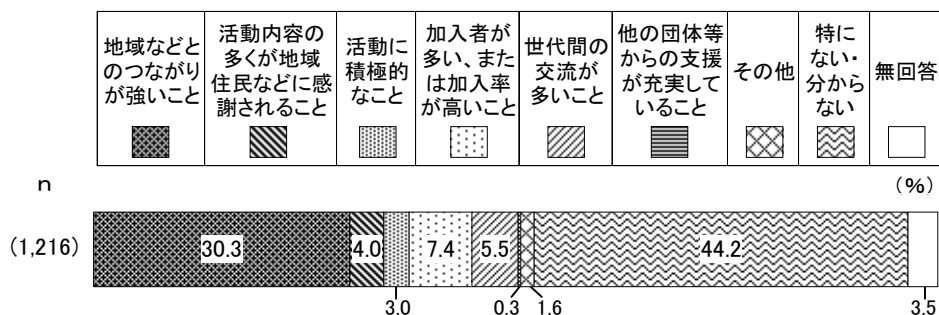 地域などと
のつながり
が強いこと
活動内容の
多くが地域
住民などに感
謝されること
活動に
積極的
なこと
加入者が
多い、また
は加入率
が高いこと
世代間の
交流が
多いこと
他の団体等
からの支援
が充実して
いること
その他
特に
ない・
分から
ない
無回答
n
(%)
(1,216)
30.3
4.0
3.0
7.4
5.5
0.3
1.6
44.2
3.5